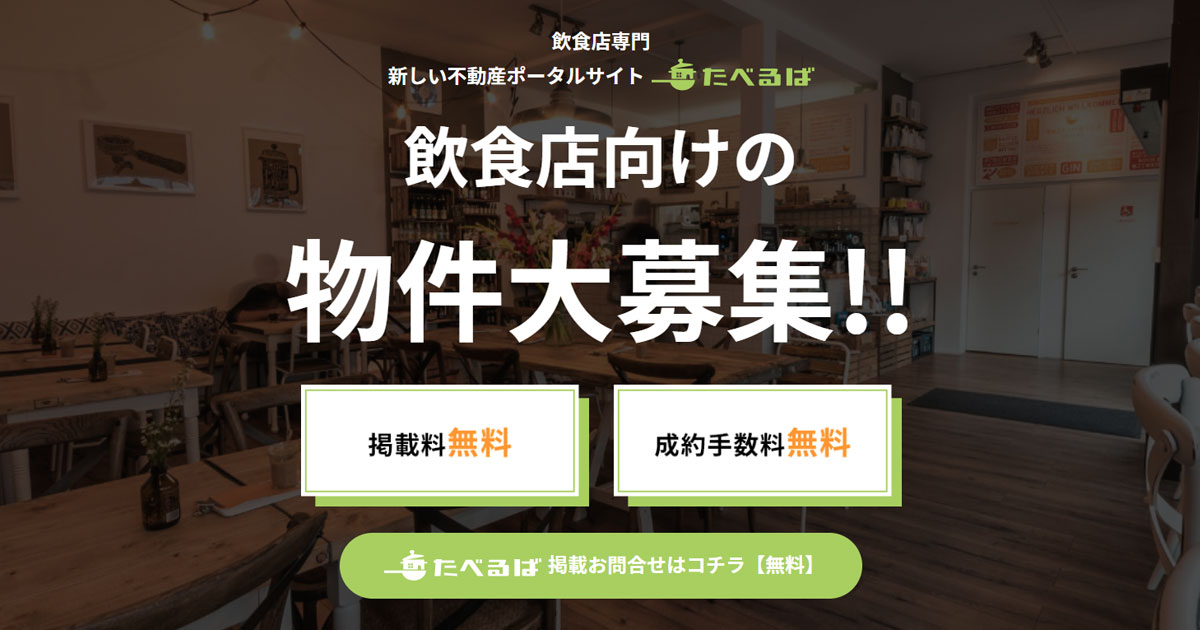 飲食店専門
新しい不動産ポータルサイト たべるば
飲食店向けの
物件大募集!!
掲載料無料
成約手数料無料
たべるば 掲載お問合せはコチラ【無料】
HERZLICH WILLKOMMEN
GIN